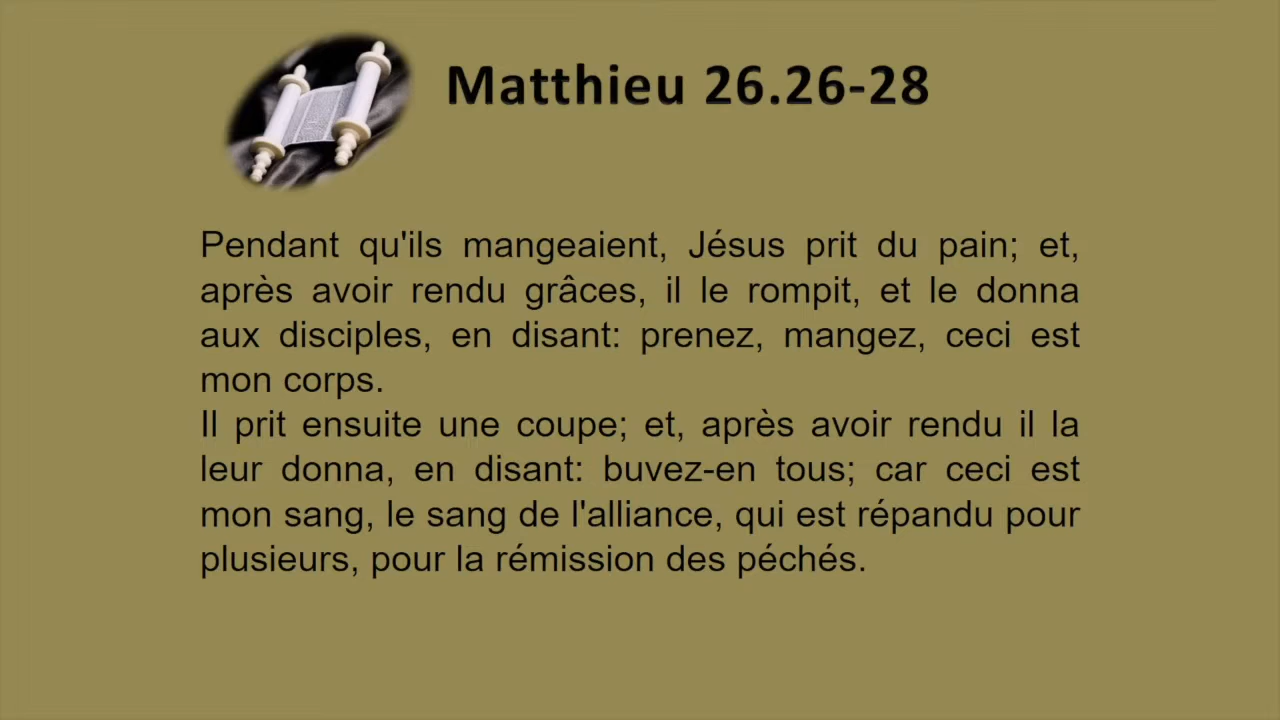 Matthieu 26.26-28
Pendant qu'ils mangeaient, Jésus prit du pain; et,
après avoir rendu grâces, il le rompit, et le donna
aux disciples, en disant: prenez, mangez, ceci est
mon corps.
Il prit ensuite une coupe; et, après avoir rendu il la
leur donna, en disant: buvez-en tous; car ceci est
mon sang, le sang de l'alliance, qui est répandu pour
plusieurs, pour la rémission des péchés.